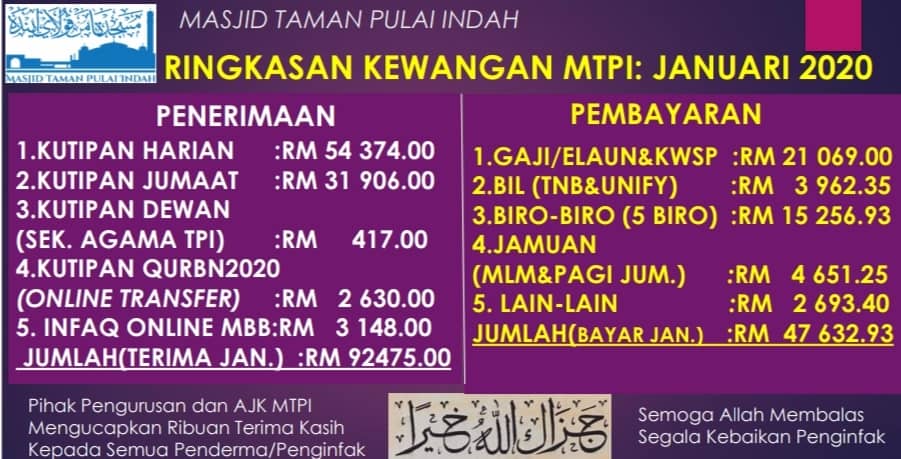 مسجد تامن ڤولاي اينده
MASJID TAMAN PULAI INDAH
MASJID TAMAN PULAI INDAH
RINGKASAN KEWANGAN MTPI: JANUARI 2020
PENERIMAAN
1.KUTIPAN HARIAN :RM 54 374.00
2.KUTIPAN JUMAAT :RM 31 906.00
3.KUTIPAN DEWAN
(SEK. AGAMA TPI) :RM 417.00
4.KUTIPAN QURBN2020
(ONLINE TRANSFER) :RM 2 630.00
5. INFAQ ONLINE MBB:RM 3 148.00
JUMLAH(TERIMA JAN.) :RM 92475.00
PEMBAYARAN
1.GAJI/ELAUN&KWSP :RM 21 069.00
2.BIL (TNB&UNIFY) :RM 3 962.35
3.BIRO-BIRO (5 BIRO) :RM 15 256.93
4.JAMUAN
(MLM&PAGI JUM.) :RM 4 651.25
5. LAIN-LAIN :RM 2 693.40
JUMLAH(BAYAR JAN.) :RM 47 632.93
Pihak Pengurusan dan AJK MTPI
Mengucapkan Ribuan Terima Kasih
Kepada Semua Penderma/Penginfak
جزاك الله خيرا
Semoga Allah Membalas
Segala Kebaikan Penginfak